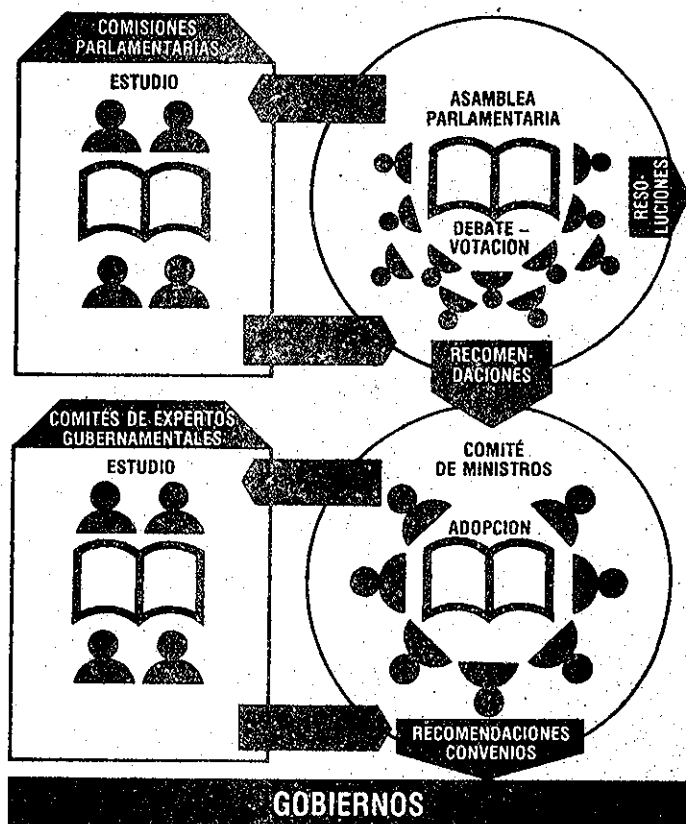 COMISIONES
PARLAMENTARIAS
ESTUDIO
ASAMBLEA
PARLAMENTARIA
DEBATE –
VOTACION
RESO-
LUCIONES
RECOMEN-
DACIONES
COMITÉS DE EXPERTOS
GUBERNAMENTALES
ESTUDIO
COMITÉ
DE MINISTROS
ADOPCION
RECOMENDACIONES
CONVENIOS
GOBIERNOS